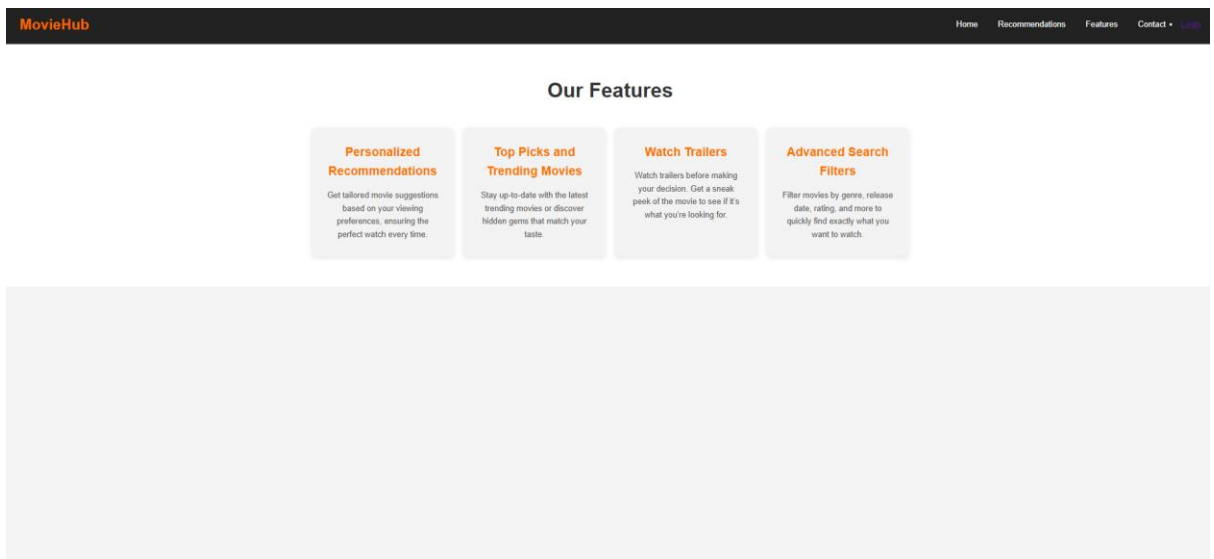 MovieHub
Home Recommendations Features Contact • Login
Our Features
Personalized
Recommendations
Get tailored movie suggestions
based on your viewing
preferences, ensuring the
perfect watch every time.
Top Picks and
Trending Movies
Stay up-to-date with the latest
trending movies or discover
hidden gems that match your
taste.
Watch Trailers
Watch trailers before making
your decision. Get a sneak
peek of the movie to see if it's
what you're looking for.
Advanced Search
Filters
Filter movies by genre, release
date, rating, and more to
quickly find exactly what you
want to watch.